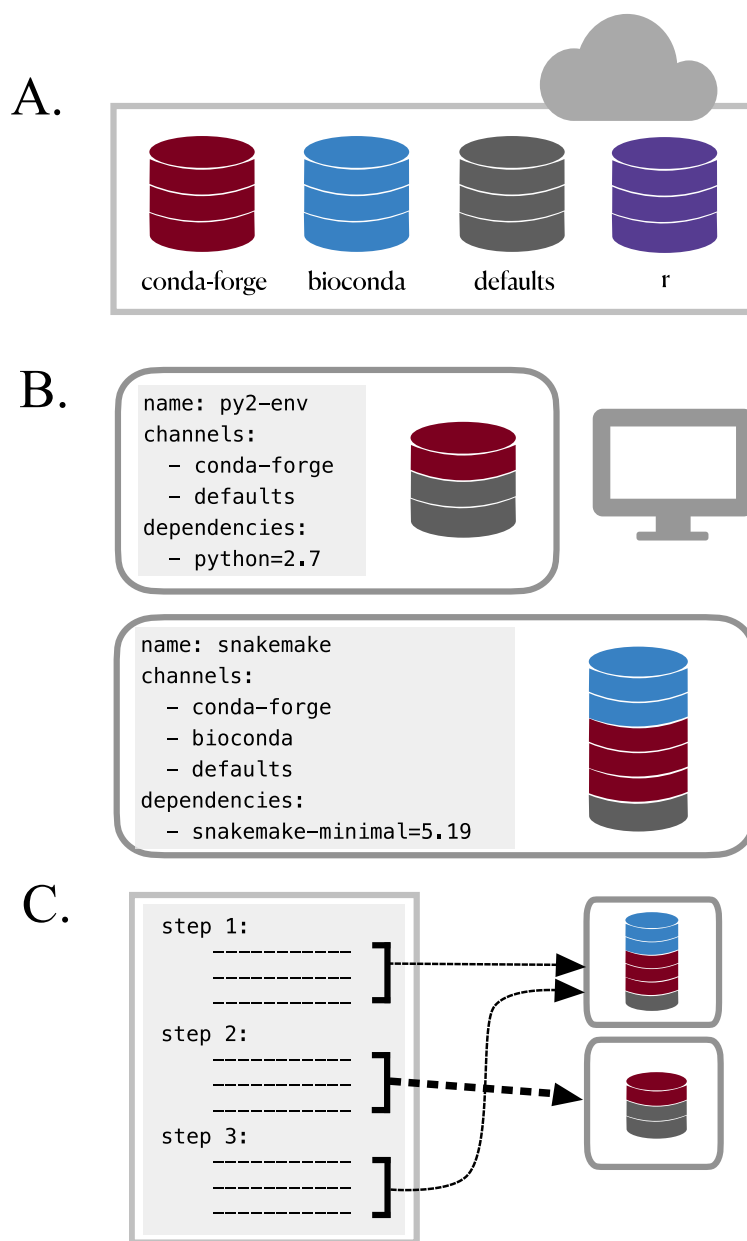 A.
conda-forge bioconda defaults r
B.
name: py2-env
channels:
- conda-forge
- defaults
dependencies:
- python=2.7
name: snakemake
channels:
- conda-forge
- bioconda
- defaults
dependencies:
- snakemake-minimal=5.19
C.
step 1:
step 2:
step 3: